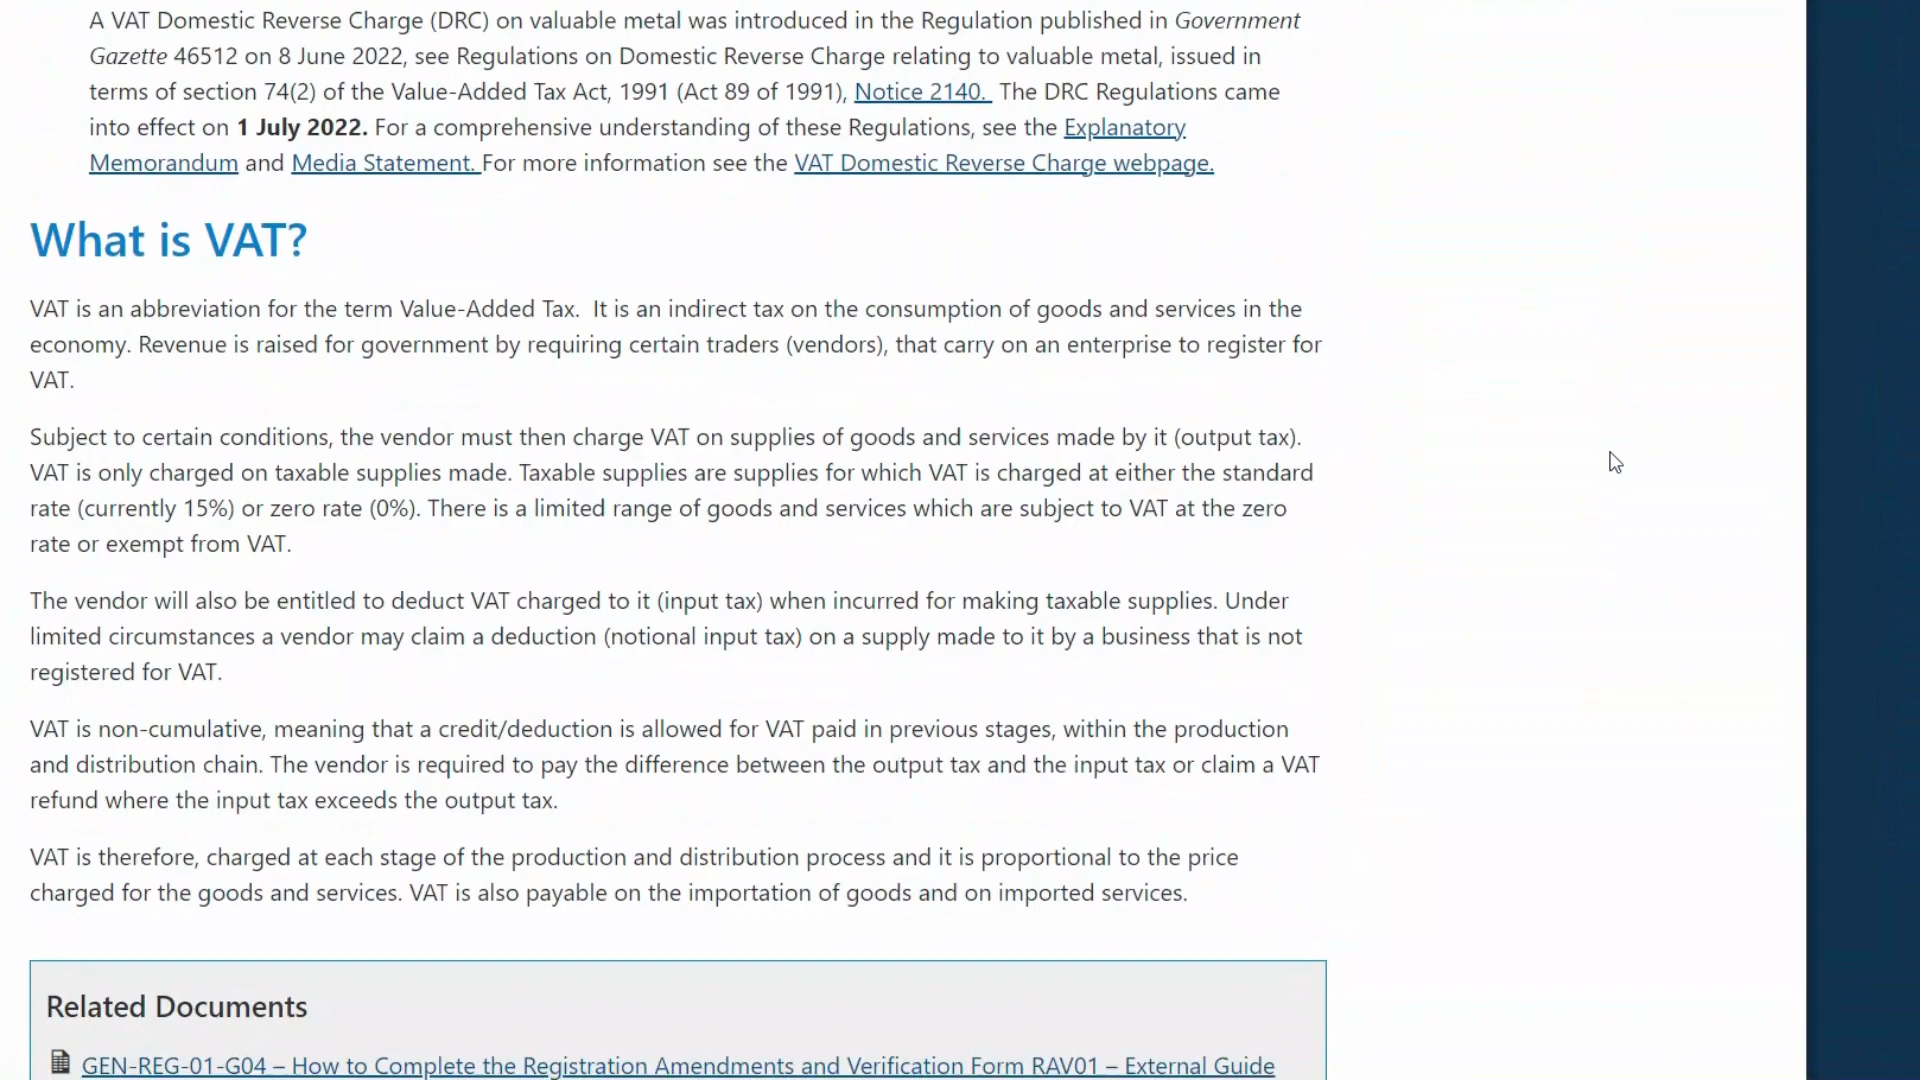 A VAT Domestic Reverse Charge (DRC) on valuable metal was introduced in the Regulation published in Government
Gazette 46512 on 8 June 2022, see Regulations on Domestic Reverse Charge relating to valuable metal, issued in
terms of section 74(2) of the Value-Added Tax Act, 1991 (Act 89 of 1991), Notice 2140. The DRC Regulations came
into effect on 1 July 2022. For a comprehensive understanding of these Regulations, see the Explanatory
Memorandum and Media Statement. For more information see the VAT Domestic Reverse Charge webpage.
What is VAT?
VAT is an abbreviation for the term Value-Added Tax. It is an indirect tax on the consumption of goods and services in the
economy. Revenue is raised for government by requiring certain traders (vendors), that carry on an enterprise to register for
VAT.
Subject to certain conditions, the vendor must then charge VAT on supplies of goods and services made by it (output tax).
VAT is only charged on taxable supplies made. Taxable supplies are supplies for which VAT is charged at either the standard
rate (currently 15%) or zero rate (0%). There is a limited range of goods and services which are subject to VAT at the zero
rate or exempt from VAT.
The vendor will also be entitled to deduct VAT charged to it (input tax) when incurred for making taxable supplies. Under
limited circumstances a vendor may claim a deduction (notional input tax) on a supply made to it by a business that is not
registered for VAT.
VAT is non-cumulative, meaning that a credit/deduction is allowed for VAT paid in previous stages, within the production
and distribution chain. The vendor is required to pay the difference between the output tax and the input tax or claim a VAT
refund where the input tax exceeds the output tax.
VAT is therefore, charged at each stage of the production and distribution process and it is proportional to the price
charged for the goods and services. VAT is also payable on the importation of goods and on imported services.
Related Documents
GEN-REG-01-G04 – How to Complete the Registration Amendments and Verification Form RAV01 – External Guide